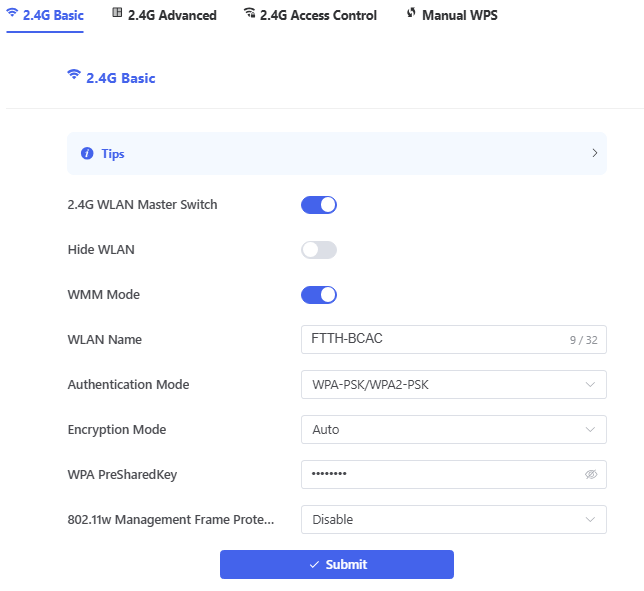 2.4G Basic 2.4G Advanced 2.4G Access Control Manual WPS
2.4G Basic
Tips
2.4G WLAN Master Switch
Hide WLAN
WMM Mode
WLAN Name FTTH-BCAC 9 / 32
Authentication Mode WPA-PSK/WPA2-PSK
Encryption Mode Auto
WPA PreSharedKey ••••••••
802.11w Management Frame Prote... Disable
Submit